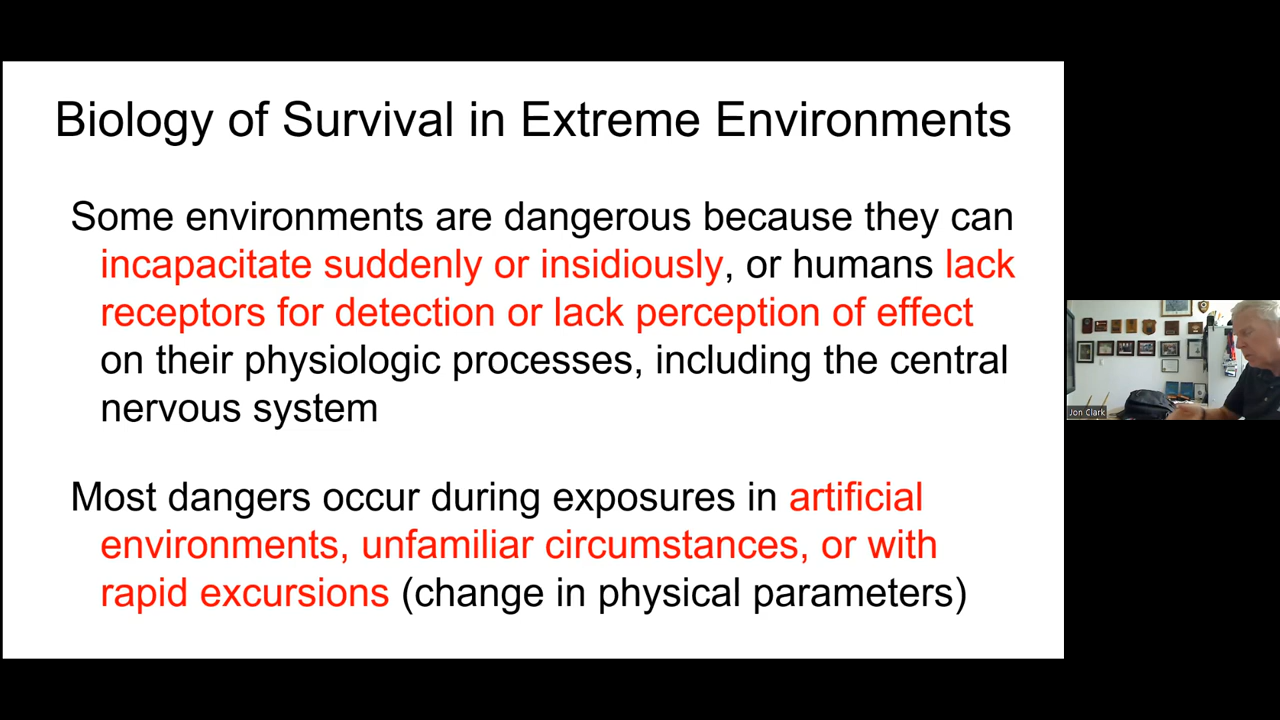 Biology of Survival in Extreme Environments
Some environments are dangerous because they can
incapacitate suddenly or insidiously, or humans lack
receptors for detection or lack perception of effect
on their physiologic processes, including the central
nervous system
Most dangers occur during exposures in artificial
environments, unfamiliar circumstances, or with
rapid excursions (change in physical parameters)
Jon Clark